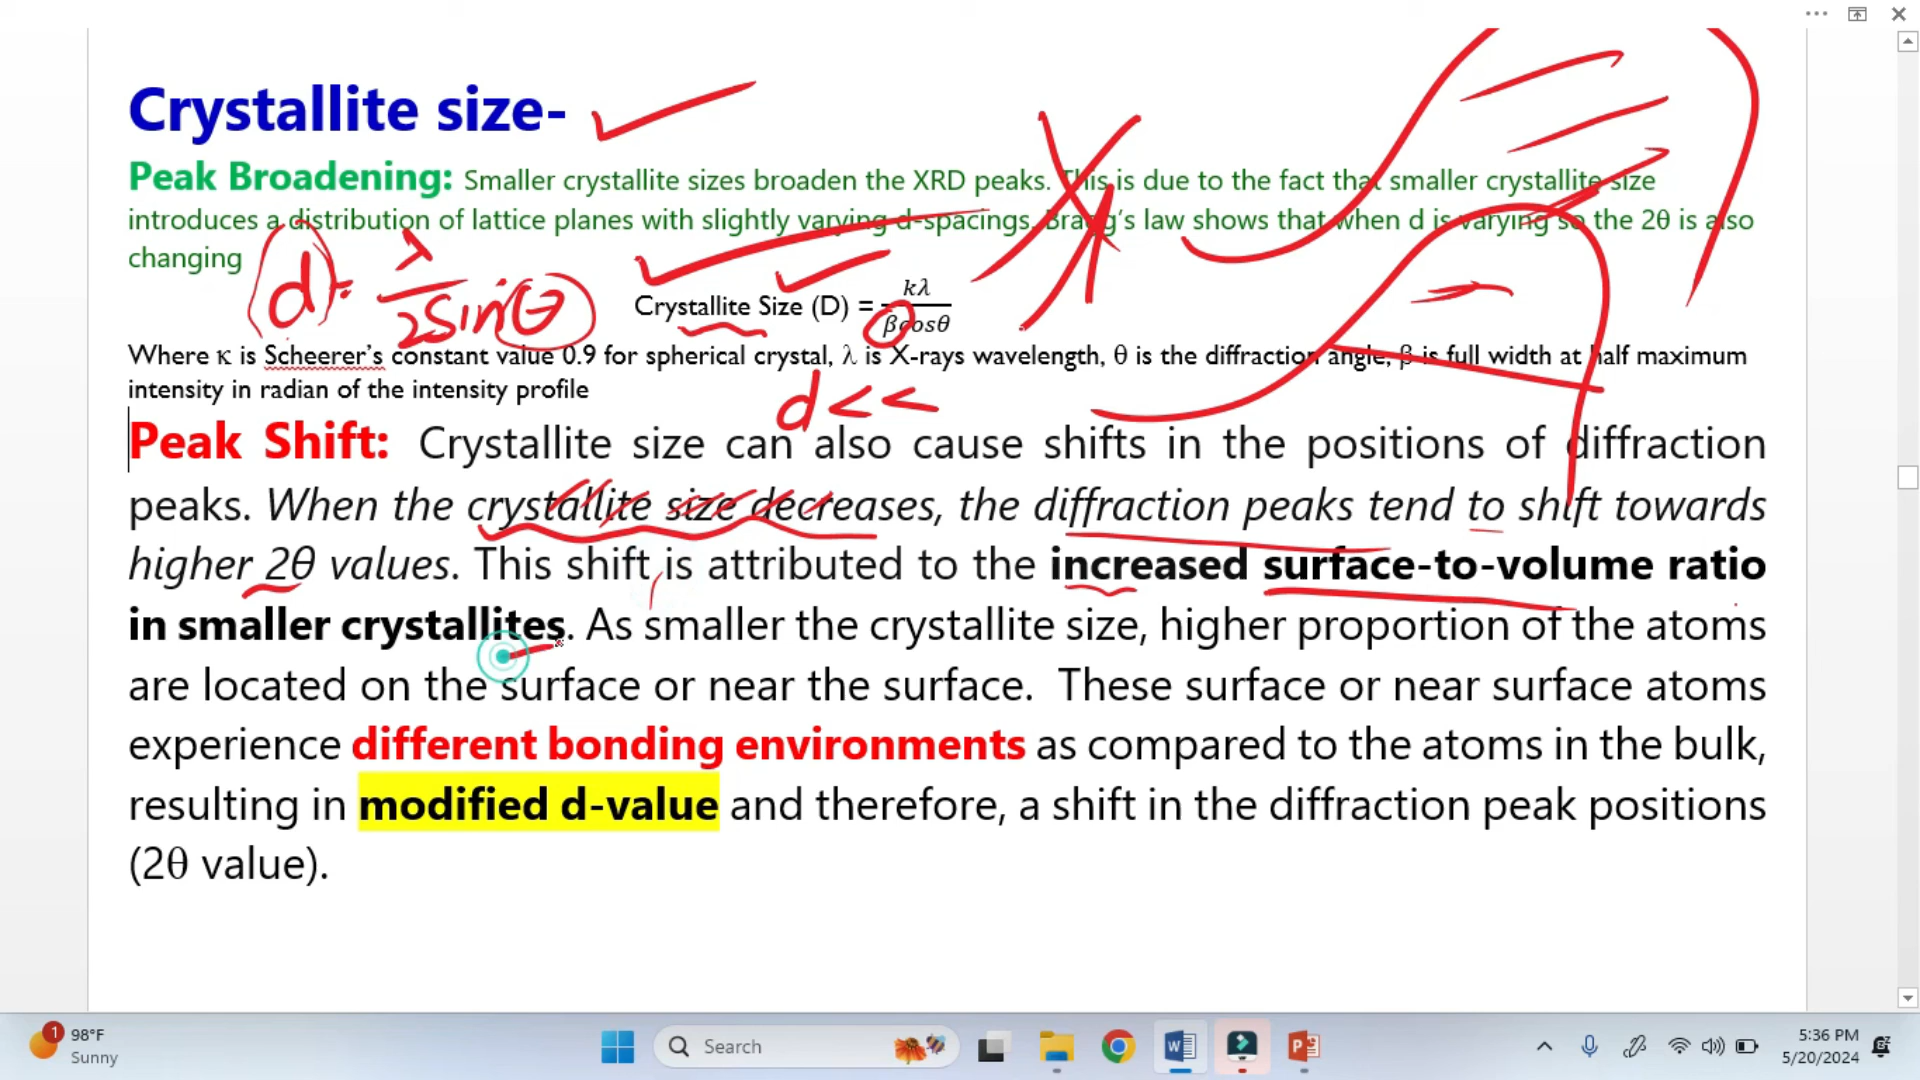 Crystallite size-
Peak Broadening: Smaller crystallite sizes broaden the XRD peaks. This is due to the fact that smaller crystallite size
introduces a distribution of lattice planes with slightly varying d-spacings. Bragg's law shows that when d is varying so the 2θ is also
changing
d = λ / 2Sinθ
Crystallite Size (D) = kλ / βcosθ
Where κ is Scheerer's constant value 0.9 for spherical crystal, λ is X-rays wavelength, θ is the diffraction angle, β is full width at half maximum
intensity in radian of the intensity profile
d<<
Peak Shift: Crystallite size can also cause shifts in the positions of diffraction
peaks. When the crystallite size decreases, the diffraction peaks tend to shift towards
higher 2θ values. This shift is attributed to the increased surface-to-volume ratio
in smaller crystallites. As smaller the crystallite size, higher proportion of the atoms
are located on the surface or near the surface. These surface or near surface atoms
experience different bonding environments as compared to the atoms in the bulk,
resulting in modified d-value and therefore, a shift in the diffraction peak positions
(2θ value).
1
98°F
Sunny
Search
5:36 PM
5/20/2024